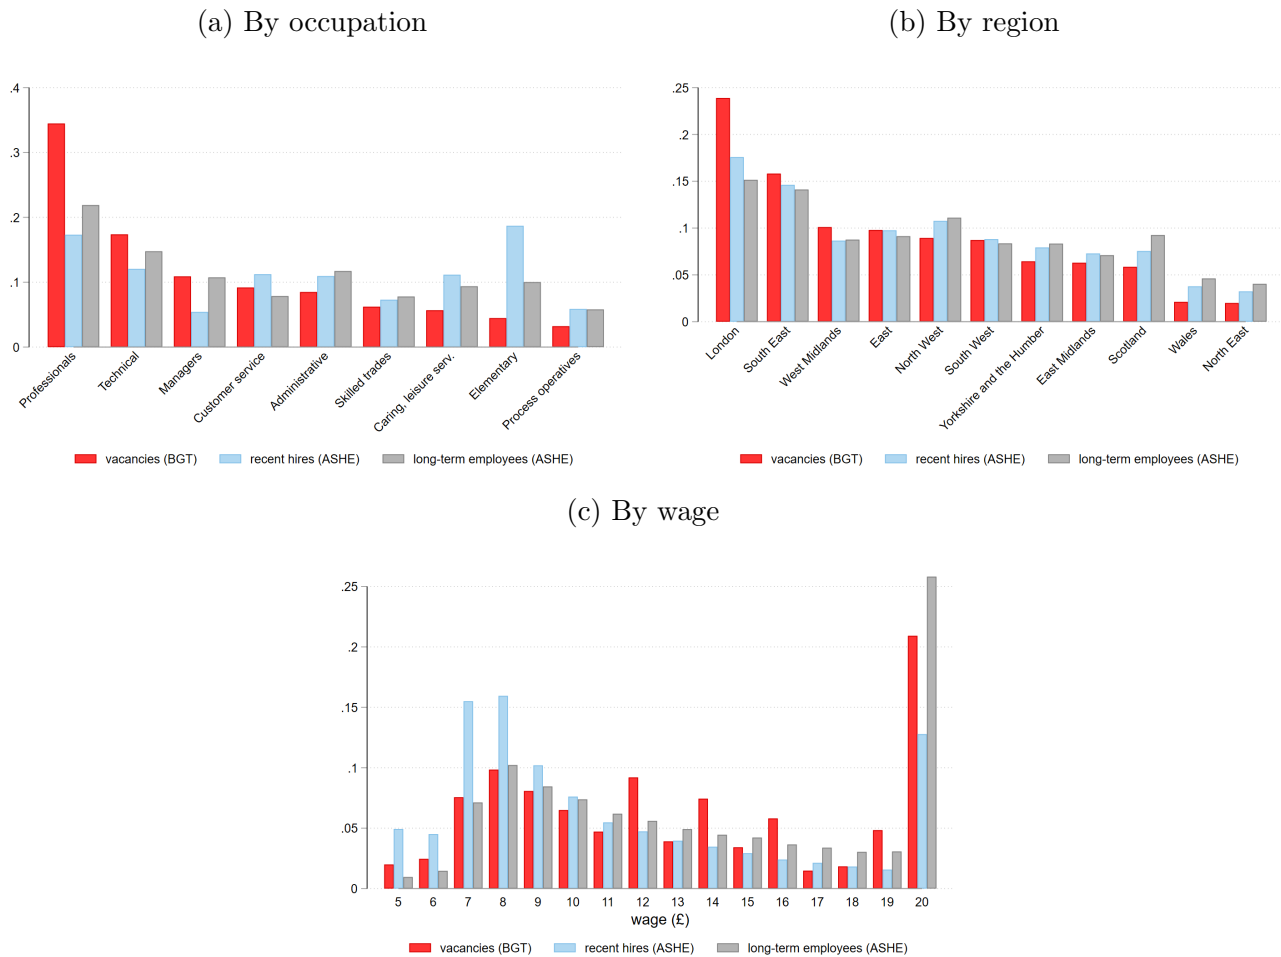 (a) By occupation
.4
.3
.2
.1
0
Professionals
Technical
Managers
Customer service
Administrative
Skilled trades
Caring, leisure serv.
Elementary
Process operatives
vacancies (BGT) recent hires (ASHE) long-term employees (ASHE)
(b) By region
.25
.2
.15
.1
.05
0
London
South East
West Midlands
East
North West
South West
Yorkshire and the Humber
East Midlands
Scotland
Wales
North East
vacancies (BGT) recent hires (ASHE) long-term employees (ASHE)
(c) By wage
.25
.2
.15
.1
.05
0
5 6 7 8 9 10 11 12 13 14 15 16 17 18 19 20
wage (£)
vacancies (BGT) recent hires (ASHE) long-term employees (ASHE)